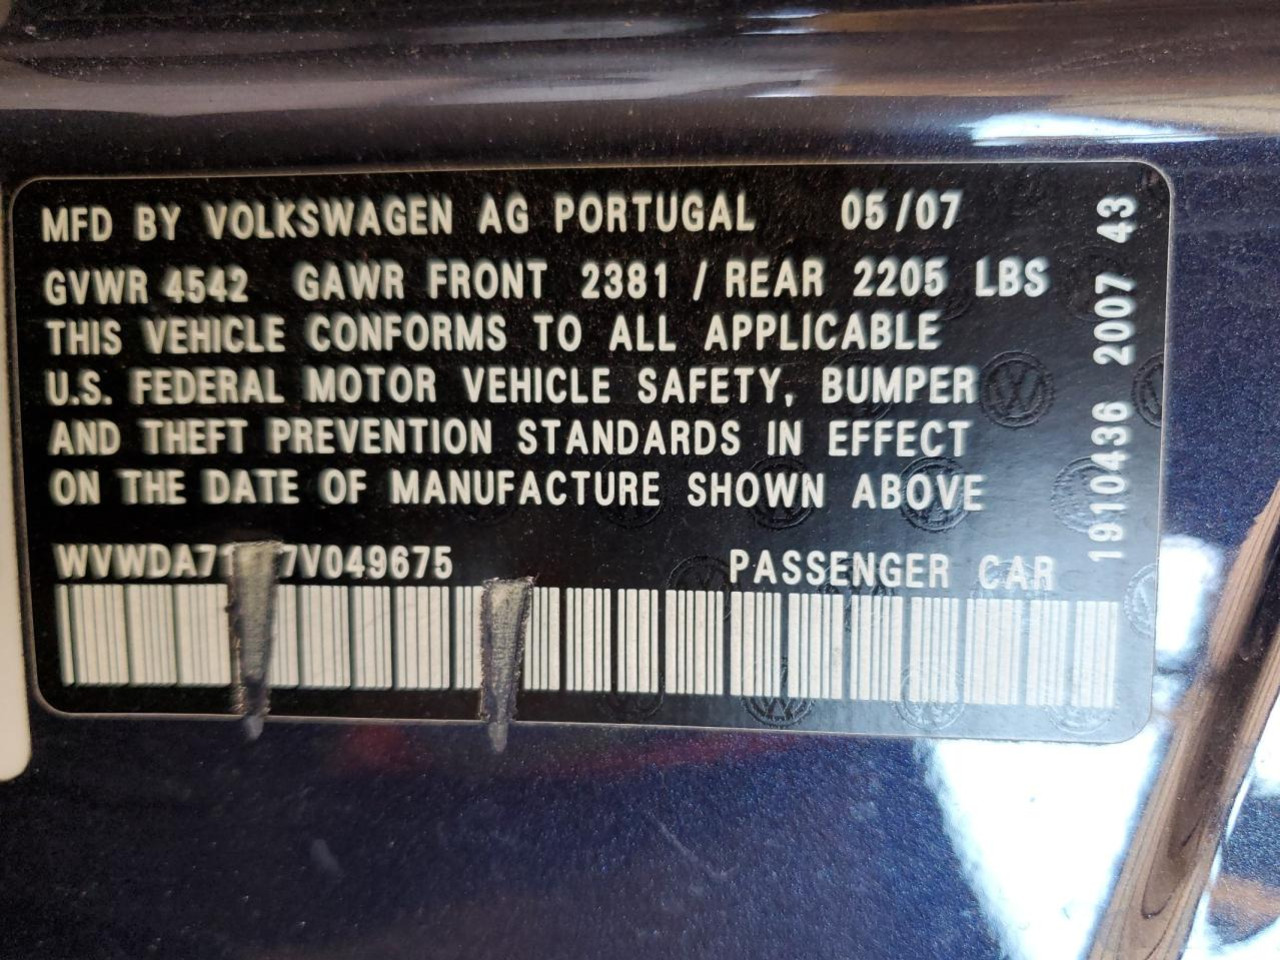 MFD BY VOLKSWAGEN AG PORTUGAL 05/07
GVWR 4542 GAWR FRONT 2381 / REAR 2205 LBS
THIS VEHICLE CONFORMS TO ALL APPLICABLE
U.S. FEDERAL MOTOR VEHICLE SAFETY, BUMPER
AND THEFT PREVENTION STANDARDS IN EFFECT
ON THE DATE OF MANUFACTURE SHOWN ABOVE
PASSENGER CAR
1910436 2007 43